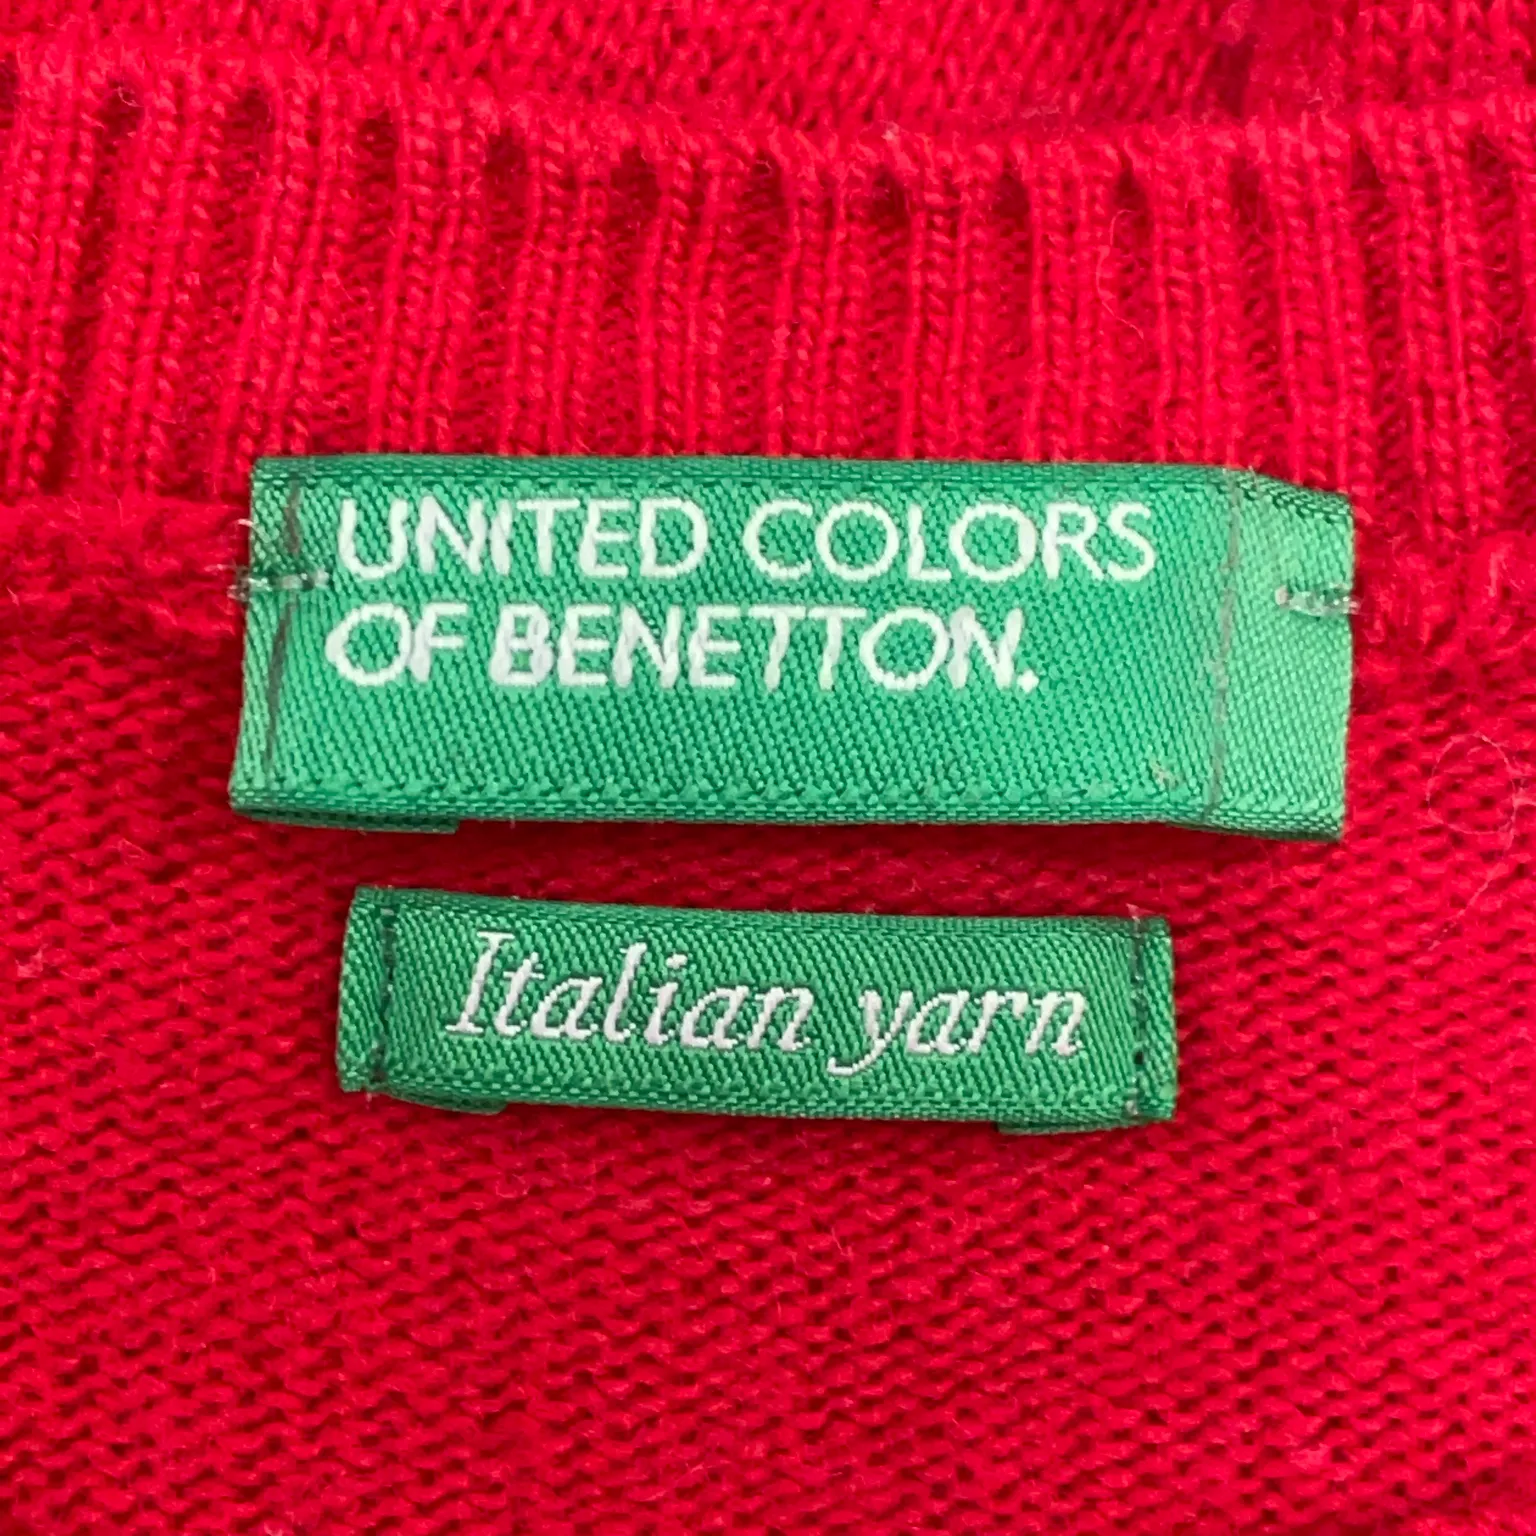 UNITED COLORS
OF BENETTON.
Italian yarn